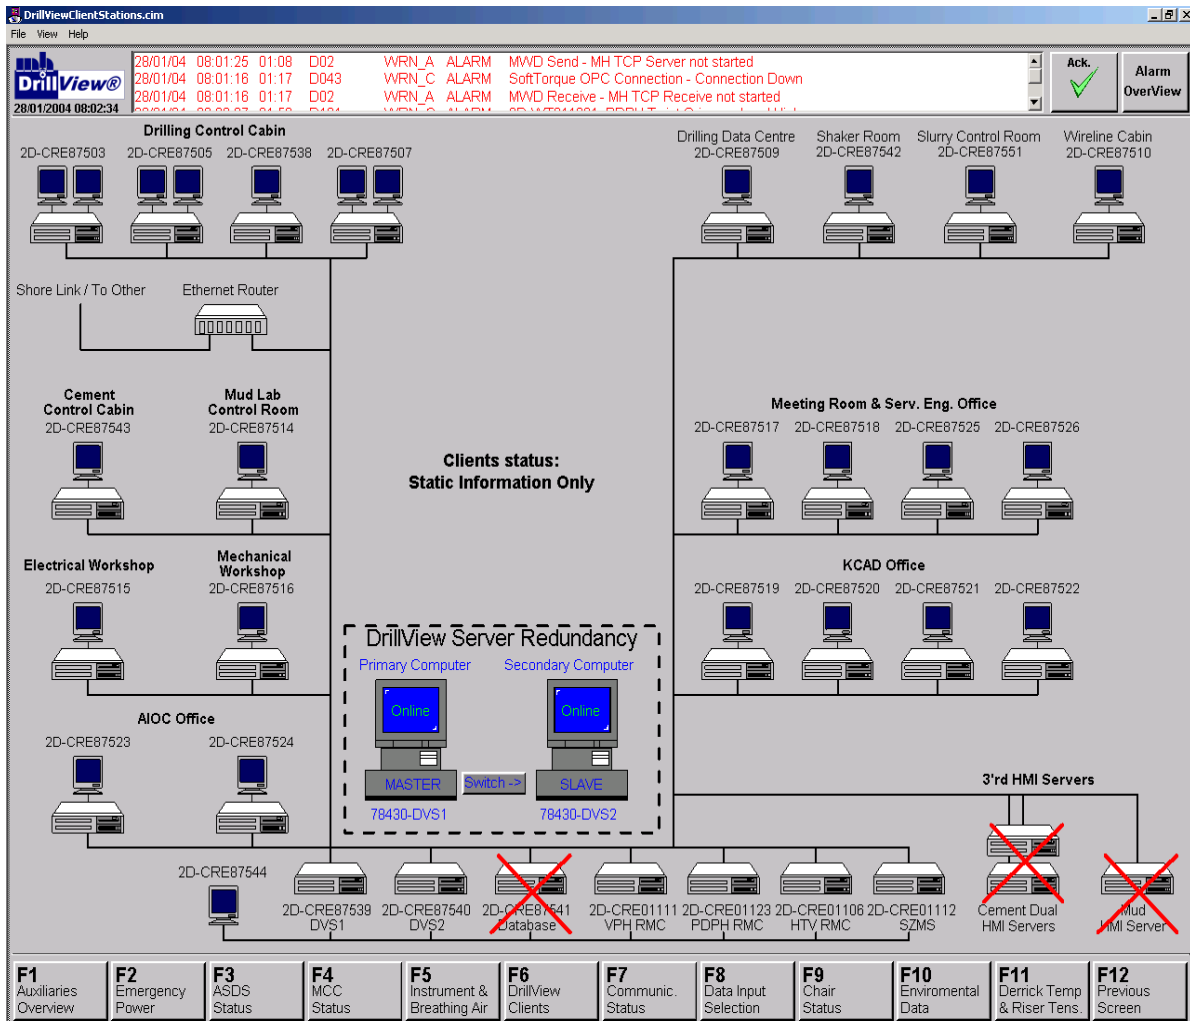 DrillViewClientStations.cim
File View Help
mh
DrillView®
28/01/2004 08:02:34
28/01/04 08:01:25 01:08 D02 WRN_A ALARM MWD Send - MH TCP Server not started
28/01/04 08:01:16 01:17 D043 WRN_C ALARM SoftTorque OPC Connection - Connection Down
28/01/04 08:01:16 01:17 D02 WRN_A ALARM MWD Receive - MH TCP Receive not started
Ack.
Alarm
OverView
Drilling Control Cabin
2D-CRE87503 2D-CRE87505 2D-CRE87538 2D-CRE87507
Drilling Data Centre Shaker Room Slurry Control Room Wireline Cabin
2D-CRE87509 2D-CRE87542 2D-CRE87551 2D-CRE87510
Shore Link / To Other Ethernet Router
Cement
Control Cabin
2D-CRE87543
Mud Lab
Control Room
2D-CRE87514
Clients status:
Static Information Only
Meeting Room & Serv. Eng. Office
2D-CRE87517 2D-CRE87518 2D-CRE87525 2D-CRE87526
Electrical Workshop
2D-CRE87515
Mechanical
Workshop
2D-CRE87516
KCAD Office
2D-CRE87519 2D-CRE87520 2D-CRE87521 2D-CRE87522
DrillView Server Redundancy
Primary Computer Secondary Computer
Online Online
MASTER Switch -> SLAVE
78430-DVS1 78430-DVS2
AIOC Office
2D-CRE87523 2D-CRE87524
3'rd HMI Servers
2D-CRE87544
2D-CRE87539 2D-CRE87540 2D-CRE87541 2D-CRE01111 2D-CRE01123 2D-CRE01106 2D-CRE01112
DVS1 DVS2 Database VPH RMC PDPH RMC HTV RMC SZMS
Cement Dual
HMI Servers
Mud
HMI Server
F1
Auxiliaries
Overview
F2
Emergency
Power
F3
ASDS
Status
F4
MCC
Status
F5
Instrument &
Breathing Air
F6
DrillView
Clients
F7
Communic.
Status
F8
Data Input
Selection
F9
Chair
Status
F10
Enviromental
Data
F11
Derrick Temp
& Riser Tens.
F12
Previous
Screen